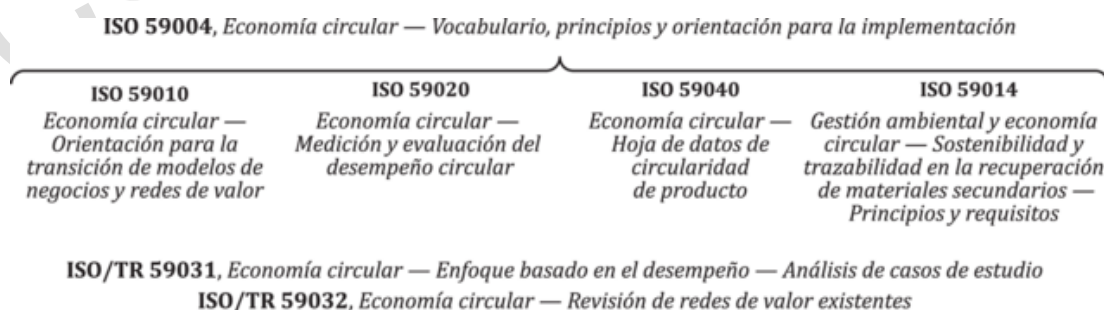 ISO 59004, Economía circular — Vocabulario, principios y orientación para la implementación
ISO 59010
Economía circular —
Orientación para la
transición de modelos de
negocios y redes de valor
ISO 59020
Economía circular —
Medición y evaluación del
desempeño circular
ISO 59040
Economía circular —
Hoja de datos de
circularidad
de producto
ISO 59014
Gestión ambiental y economía
circular — Sostenibilidad y
trazabilidad en la recuperación
de materiales secundarios —
Principios y requisitos
ISO/TR 59031, Economía circular — Enfoque basado en el desempeño — Análisis de casos de estudio
ISO/TR 59032, Economía circular — Revisión de redes de valor existentes